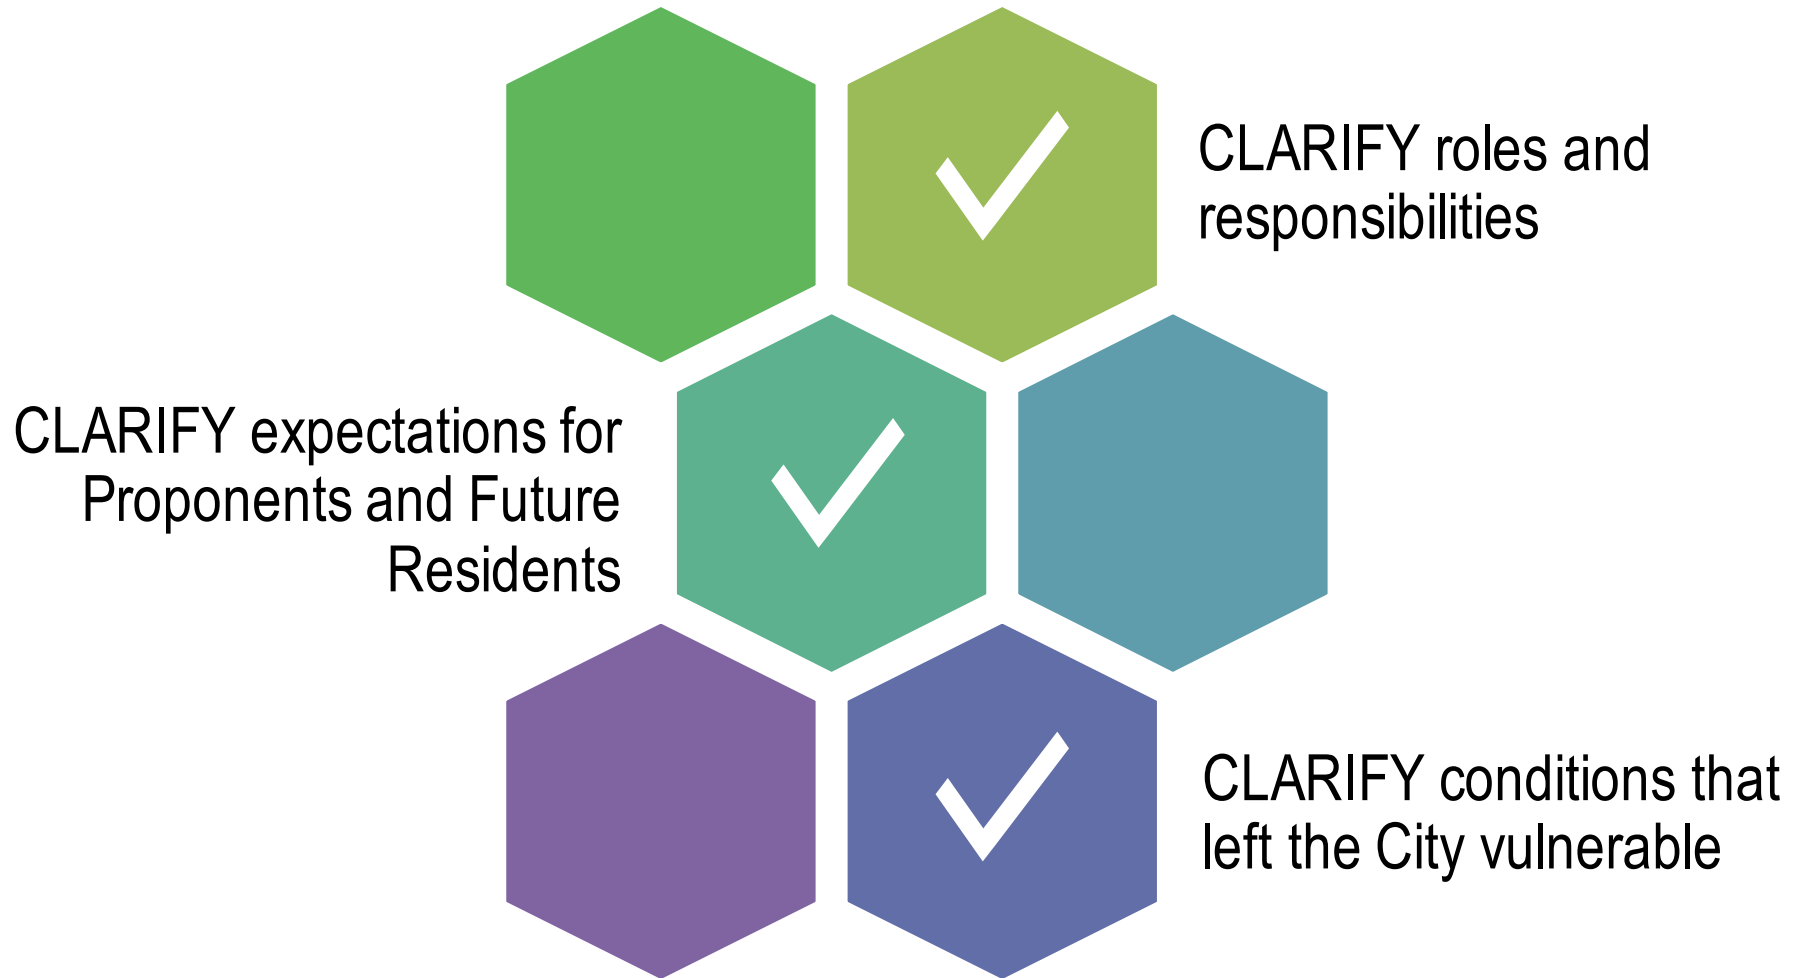 CLARIFY roles and
responsibilities
CLARIFY expectations for
Proponents and Future
Residents
CLARIFY conditions that
left the City vulnerable